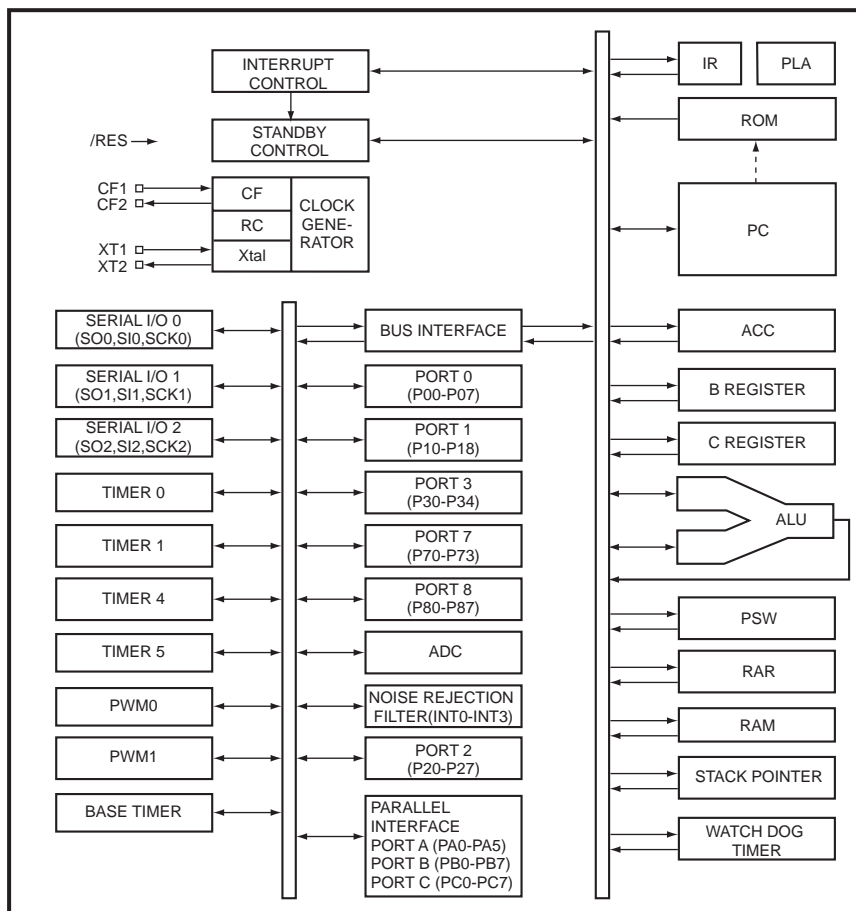 INTERRUPT
CONTROL
IR
PLA
STANDBY
CONTROL
/RES
ROM
CF1
CF2
CF
RC
Xtal
CLOCK
GENE-
RATOR
XT1
XT2
PC
SERIAL I/O 0
(SO0,SI0,SCK0)
BUS INTERFACE
ACC
SERIAL I/O 1
(SO1,SI1,SCK1)
PORT 0
(P00-P07)
B REGISTER
SERIAL I/O 2
(SO2,SI2,SCK2)
PORT 1
(P10-P18)
C REGISTER
TIMER 0
PORT 3
(P30-P34)
ALU
TIMER 1
PORT 7
(P70-P73)
TIMER 4
PORT 8
(P80-P87)
PSW
TIMER 5
ADC
RAR
PWM0
NOISE REJECTION
FILTER(INT0-INT3)
RAM
PWM1
PORT 2
(P20-P27)
STACK POINTER
BASE TIMER
PARALLEL
INTERFACE
PORT A (PA0-PA5)
PORT B (PB0-PB7)
PORT C (PC0-PC7)
WATCH DOG
TIMER